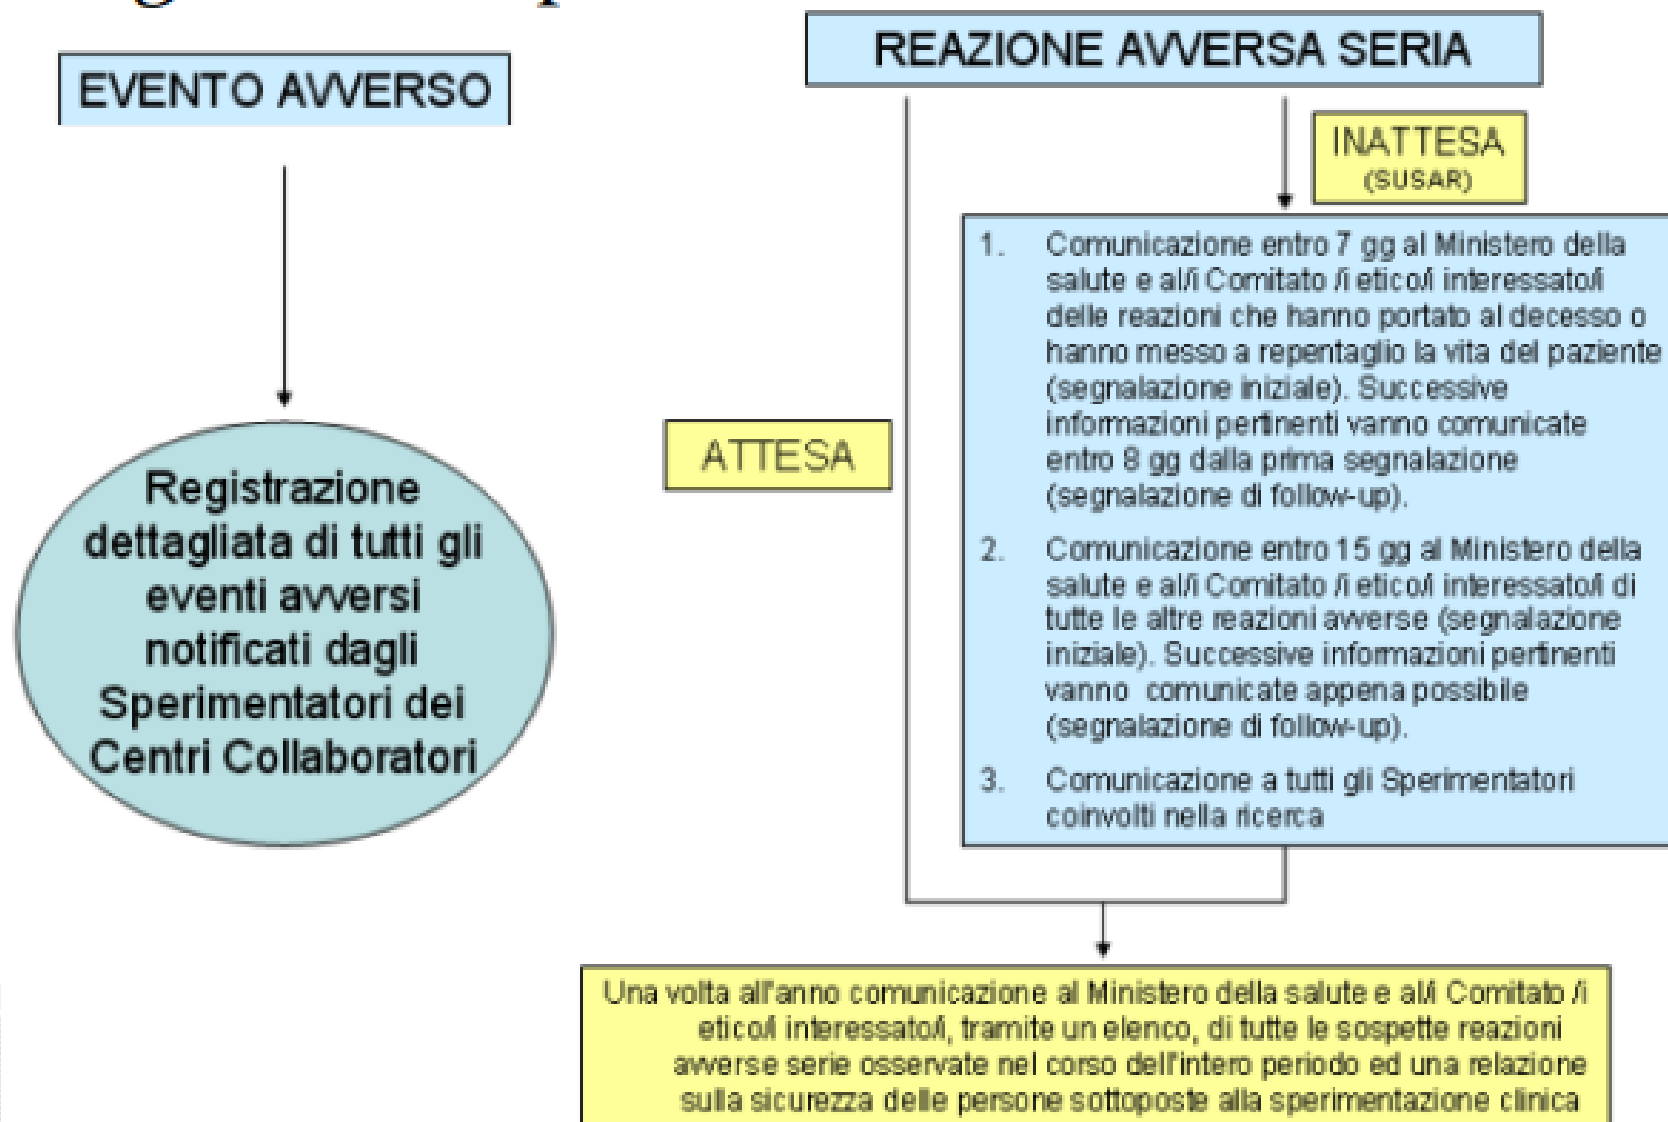 EVENTO AVVERSO
Registrazione
dettagliata di tutti gli
eventi avversi
notificati dagli
Sperimentatori dei
Centri Collaboratori
REAZIONE AVVERSA SERIA
INATTESA
(SUSAR)
ATTESA
1. Comunicazione entro 7 gg al Ministero della
salute e al/i Comitato /i etico/i interessato/i
delle reazioni che hanno portato al decesso o
hanno messo a repentaglio la vita del paziente
(segnalazione iniziale). Successive
informazioni pertinenti vanno comunicate
entro 8 gg dalla prima segnalazione
(segnalazione di follow-up).
2. Comunicazione entro 15 gg al Ministero della
salute e al/i Comitato /i etico/i interessato/i di
tutte le altre reazioni avverse (segnalazione
iniziale). Successive informazioni pertinenti
vanno comunicate appena possibile
(segnalazione di follow-up).
3. Comunicazione a tutti gli Sperimentatori
coinvolti nella ricerca
Una volta all'anno comunicazione al Ministero della salute e al/i Comitato /i
etico/i interessato/i, tramite un elenco, di tutte le sospette reazioni
avverse serie osservate nel corso dell'intero periodo ed una relazione
sulla sicurezza delle persone sottoposte alla sperimentazione clinica